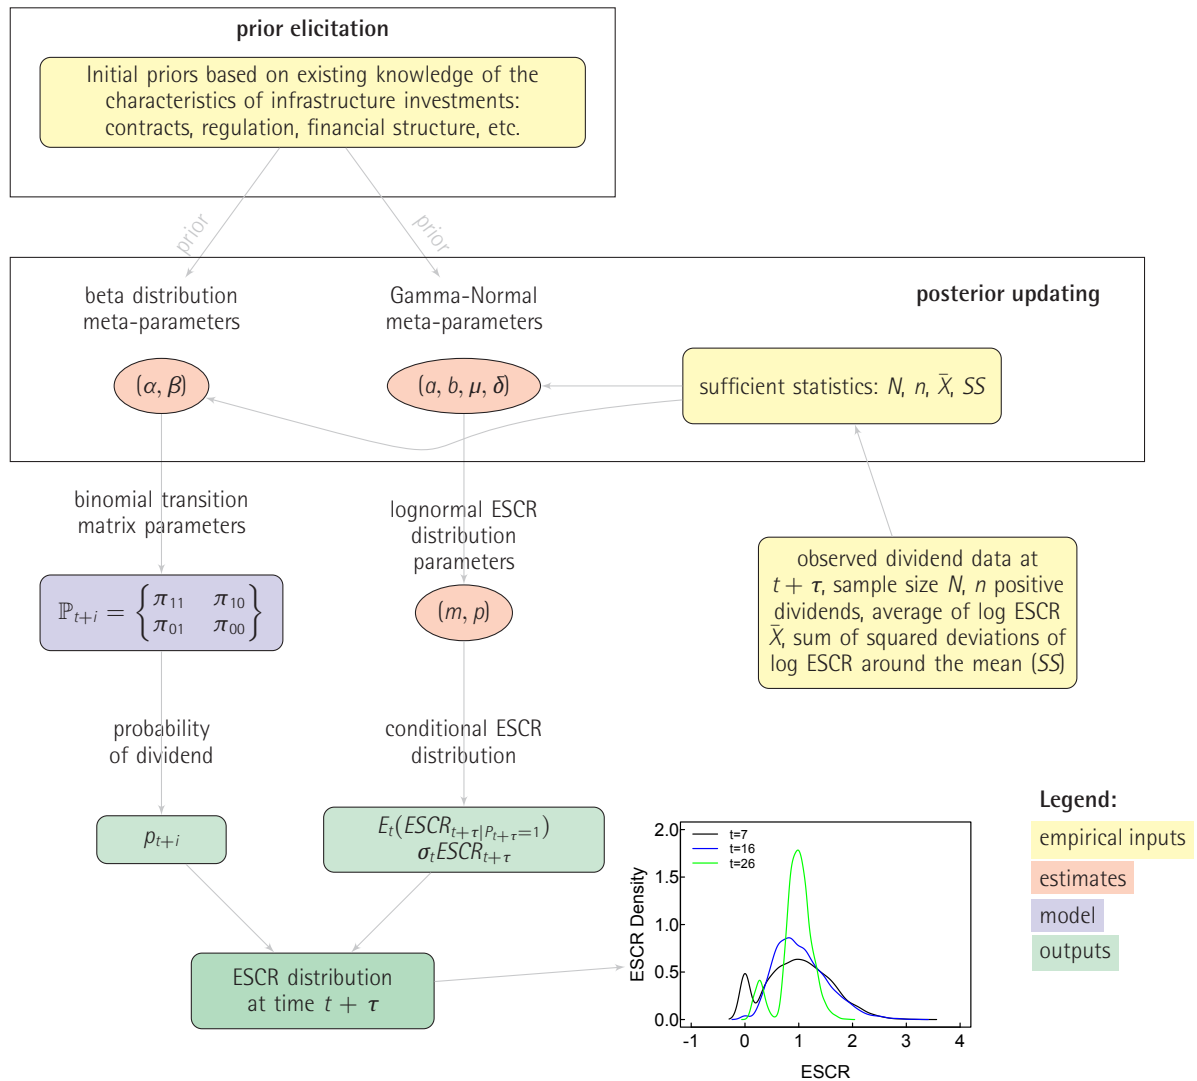 prior elicitation
Initial priors based on existing knowledge of the
characteristics of infrastructure investments:
contracts, regulation, financial structure, etc.
prior
prior
beta distribution
meta-parameters
Gamma-Normal
meta-parameters
posterior updating
(α, β)
(a, b, μ, δ)
sufficient statistics: N, n, X̄, SS
binomial transition
matrix parameters
lognormal ESCR
distribution
parameters
observed dividend data at
t + τ, sample size N, n positive
dividends, average of log ESCR
X̄, sum of squared deviations of
log ESCR around the mean (SS)
ℙ_{t+i} = { π₁₁ π₁₀
π₀₁ π₀₀ }
(m, p)
probability
of dividend
conditional ESCR
distribution
p_{t+i}
E_t(ESCR_{t+τ|P_{t+τ}=1})
σ_t ESCR_{t+τ}
ESCR distribution
at time t + τ
ESCR Density
2.0
1.5
1.0
0.5
0.0
t=7
t=16
t=26
-1 0 1 2 3 4
ESCR
Legend:
empirical inputs
estimates
model
outputs